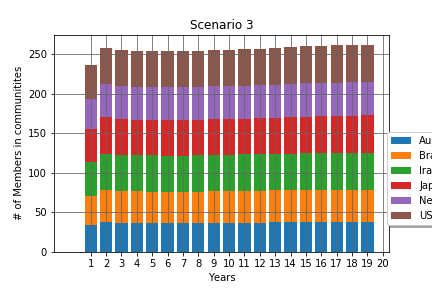 Scenario 3
# of Members in communitites
250
200
150
100
50
0
1 2 3 4 5 6 7 8 9 10 11 12 13 14 15 16 17 18 19 20
Years
Au
Bra
Ira
Jap
Ne
US